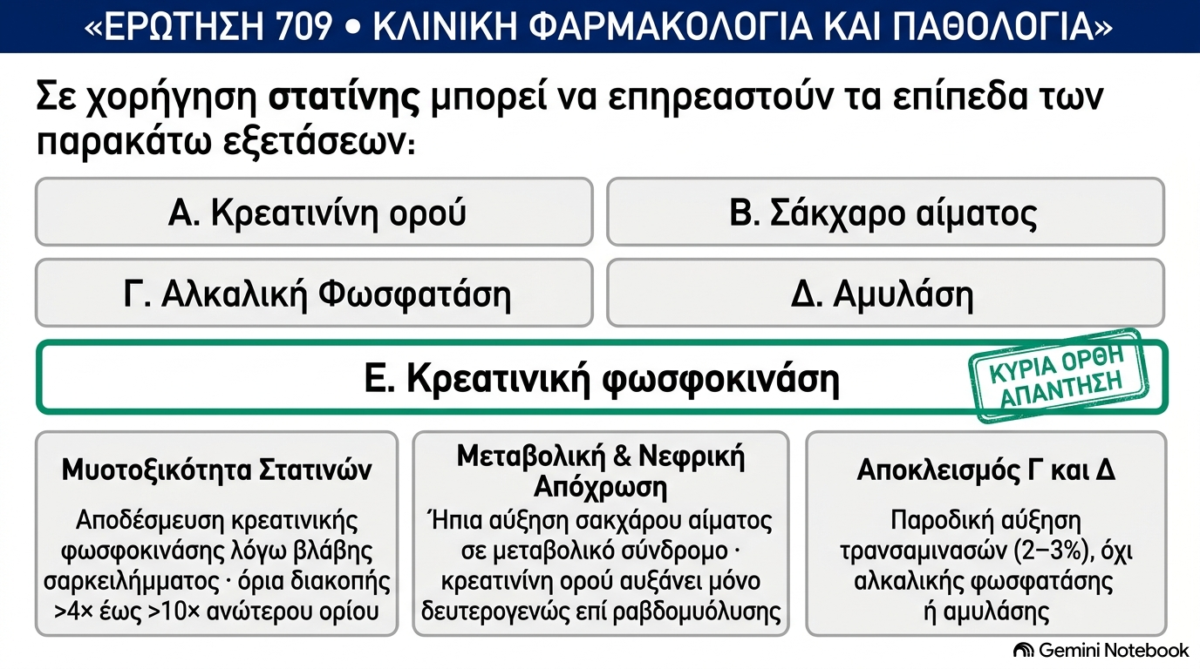 «ΕΡΩΤΗΣΗ 709 • ΚΛΙΝΙΚΗ ΦΑΡΜΑΚΟΛΟΓΙΑ ΚΑΙ ΠΑΘΟΛΟΓΙΑ»
Σε χορήγηση στατίνης μπορεί να επηρεαστούν τα επίπεδα των
παρακάτω εξετάσεων:
Α. Κρεατινίνη ορού
Β. Σάκχαρο αίματος
Γ. Αλκαλική Φωσφατάση
Δ. Αμυλάση
Ε. Κρεατινική φωσφοκινάση
ΚΥΡΙΑ ΟΡΘΗ
ΑΠΑΝΤΗΣΗ
Μυοτοξικότητα Στατινών
Αποδέσμευση κρεατινικής
φωσφοκινάσης λόγω βλάβης
σαρκειλήμματος · όρια διακοπής
>4× έως >10× ανώτερου ορίου
Μεταβολική & Νεφρική
Απόχρωση
Ήπια αύξηση σακχάρου αίματος
σε μεταβολικό σύνδρομο ·
κρεατινίνη ορού αυξάνει μόνο
δευτερογενώς επί ραβδομυόλυσης
Αποκλεισμός Γ και Δ
Παροδική αύξηση
τρανσαμινασών (2–3%), όχι
αλκαλικής φωσφατάσης
ή αμυλάσης
Gemini Notebook